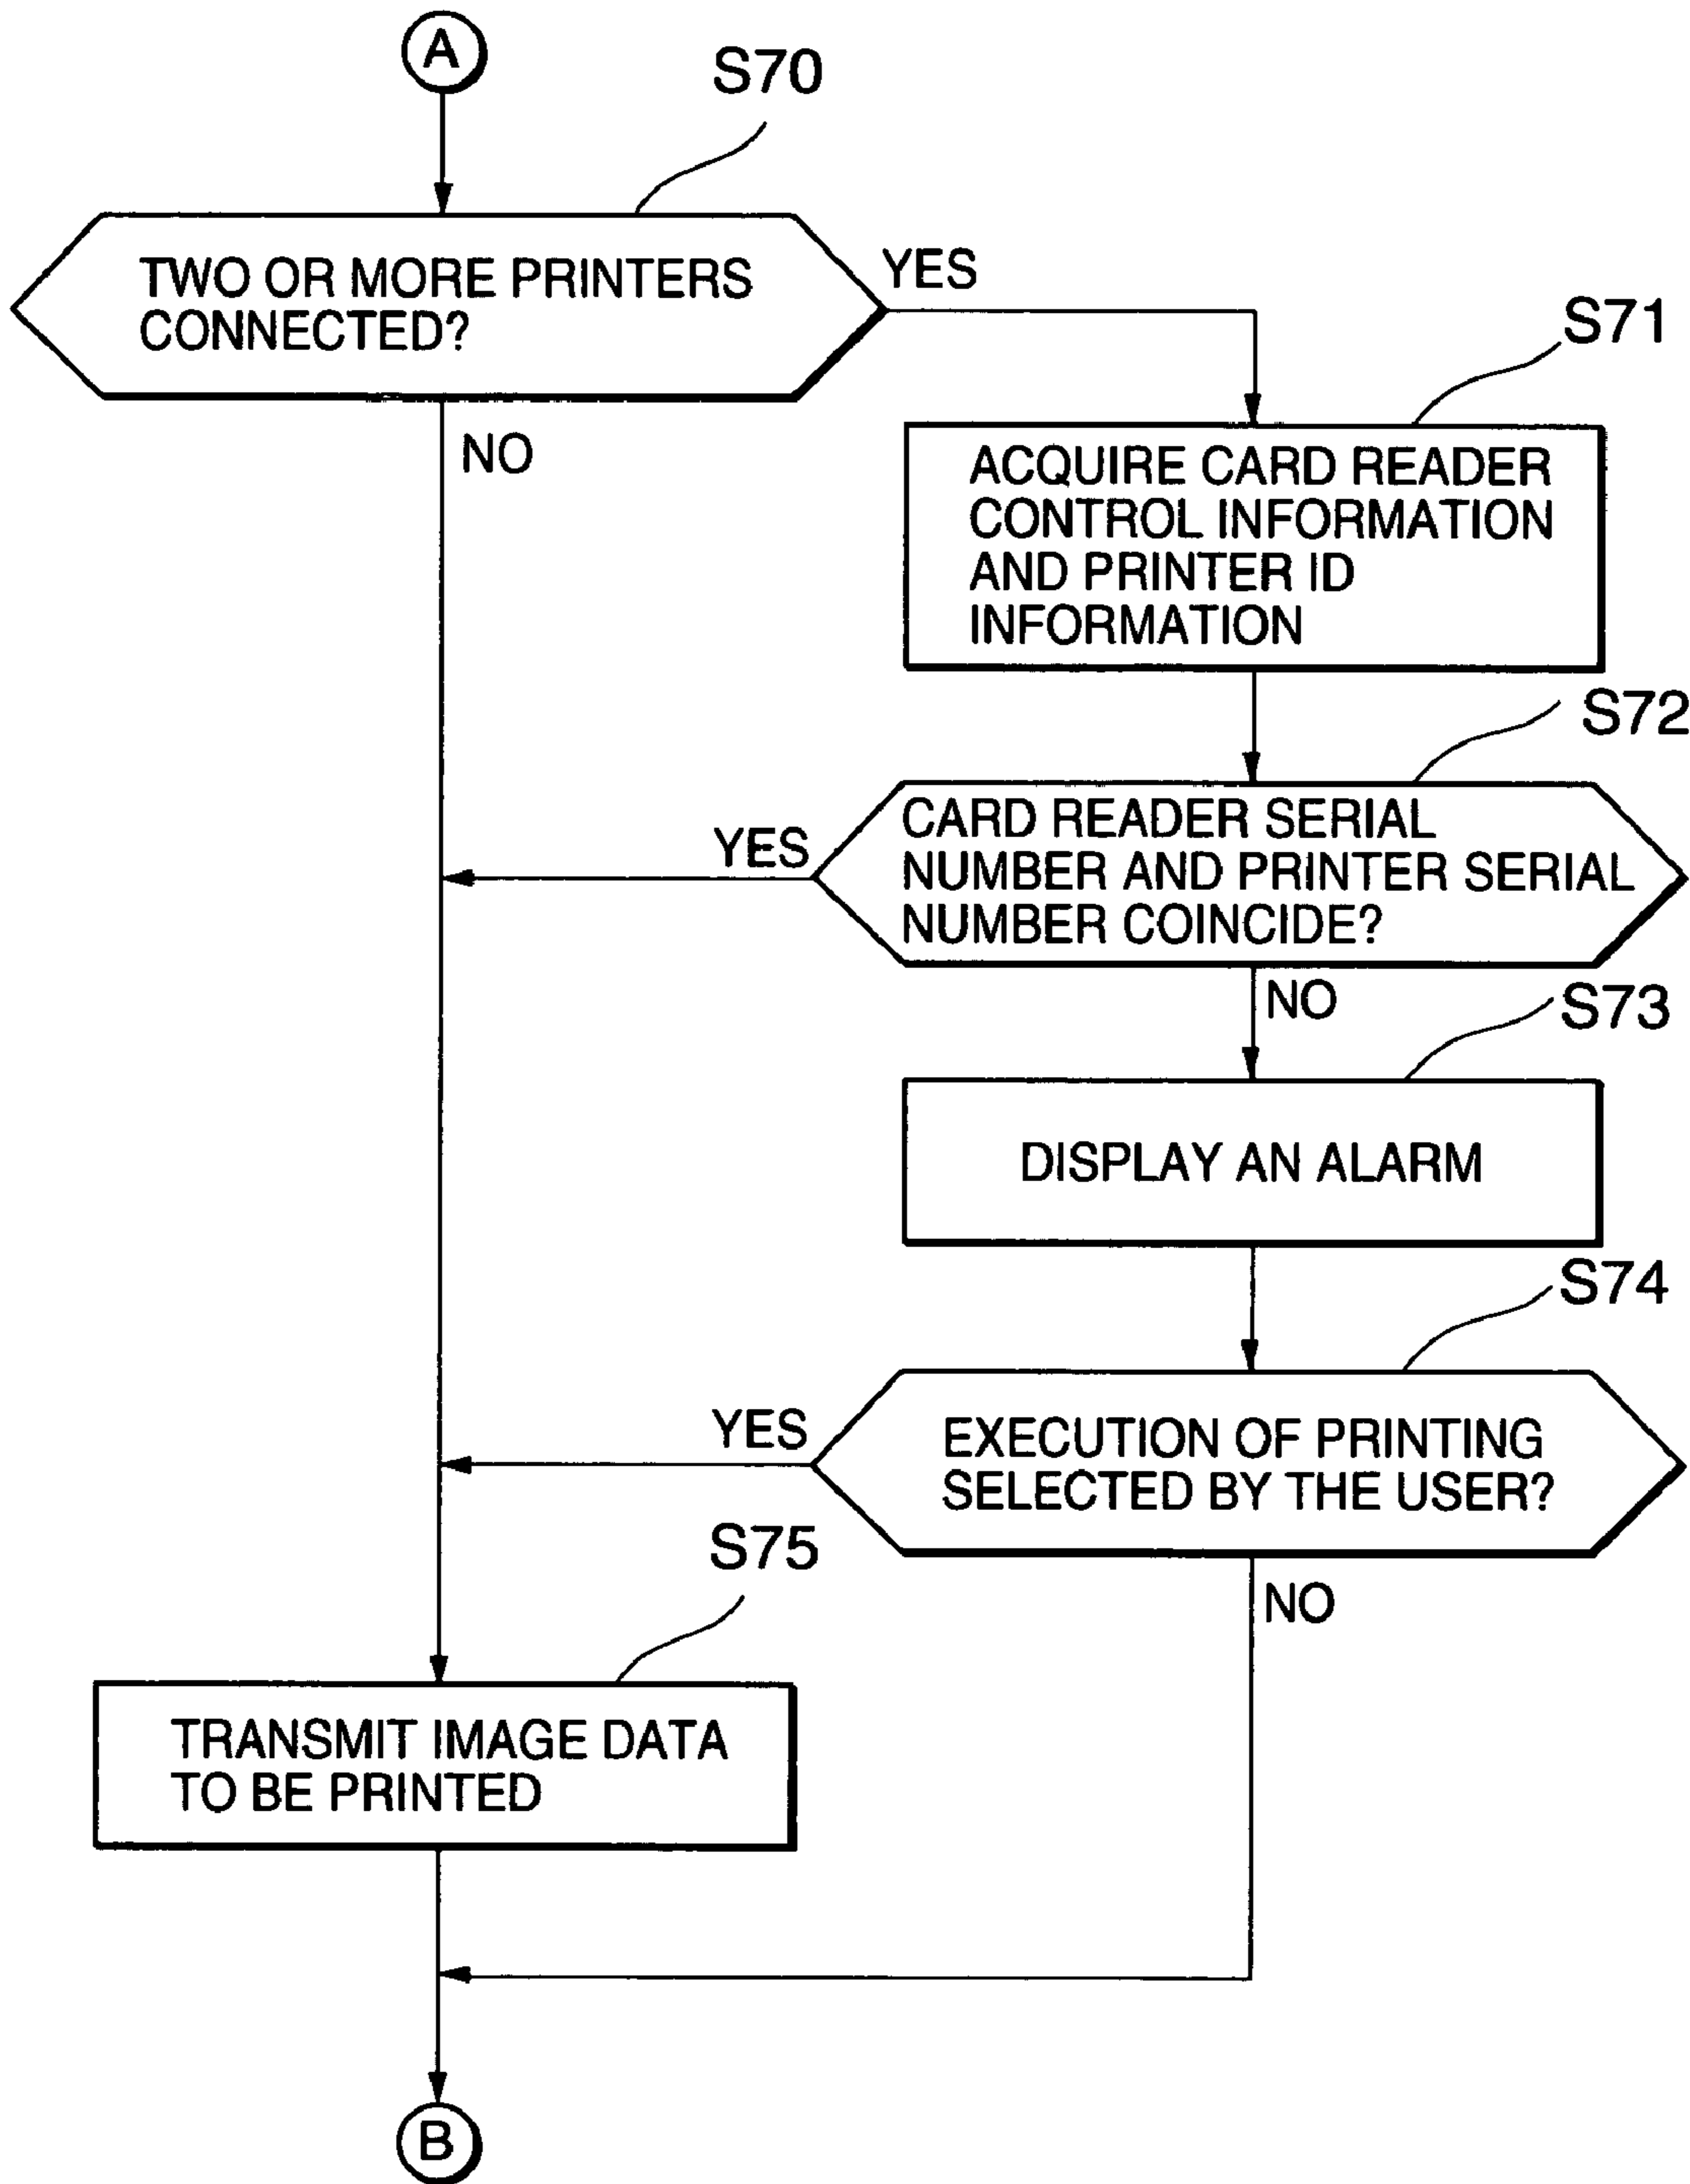 A
S70
TWO OR MORE PRINTERS
CONNECTED?
YES
NO
S71
ACQUIRE CARD READER
CONTROL INFORMATION
AND PRINTER ID
INFORMATION
S72
CARD READER SERIAL
NUMBER AND PRINTER SERIAL
NUMBER COINCIDE?
YES
NO
S73
DISPLAY AN ALARM
S74
EXECUTION OF PRINTING
SELECTED BY THE USER?
YES
NO
S75
TRANSMIT IMAGE DATA
TO BE PRINTED
B